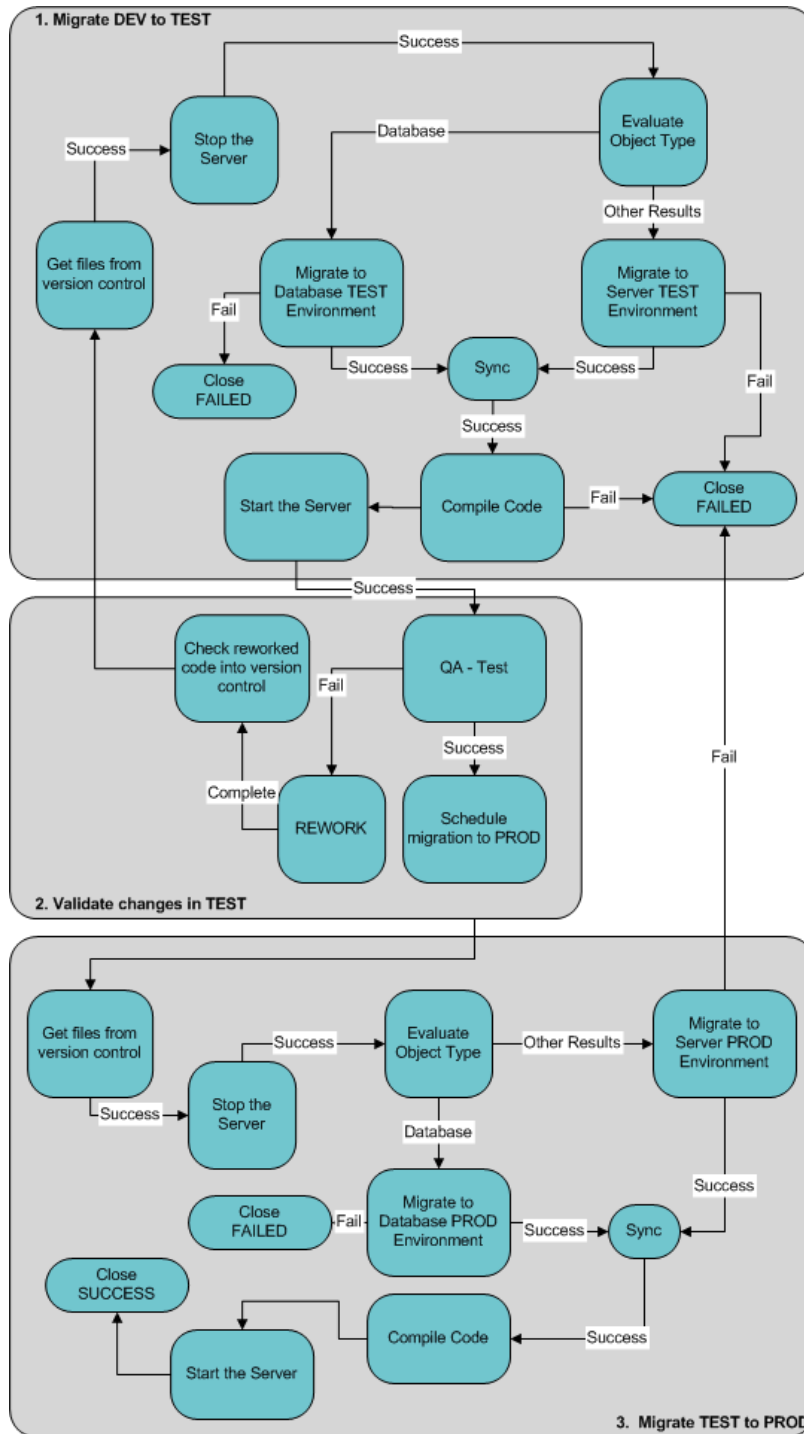 1. Migrate DEV to TEST
Success
Stop the
Server
Evaluate
Object Type
Success
Database
Other Results
Get files from
version control
Migrate to
Database TEST
Environment
Migrate to
Server TEST
Environment
Fail
Success
Sync
Success
Fail
Close
FAILED
Success
Start the Server
Compile Code
Fail
Close
FAILED
Success
Check reworked
code into version
control
QA - Test
Fail
Success
Fail
Complete
REWORK
Schedule
migration to PROD
2. Validate changes in TEST
Get files from
version control
Success
Evaluate
Object Type
Other Results
Migrate to
Server PROD
Environment
Success
Stop the
Server
Database
Success
Close
FAILED
Fail
Migrate to
Database PROD
Environment
Success
Sync
Close
SUCCESS
Compile Code
Success
Start the Server
3. Migrate TEST to PROD